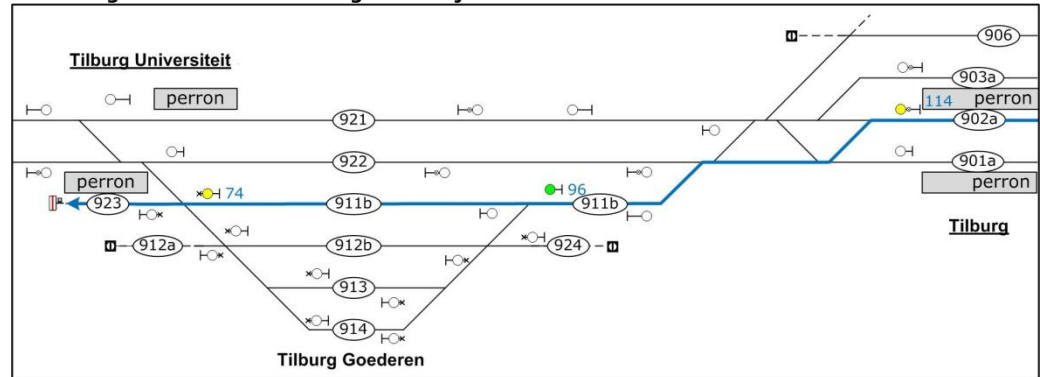 906
Tilburg Universiteit
903a
perron
114 perron
921
902a
922
901a
perron
perron
74
96
923
911b
911b
Tilburg
912a
912b
924
913
914
Tilburg Goederen